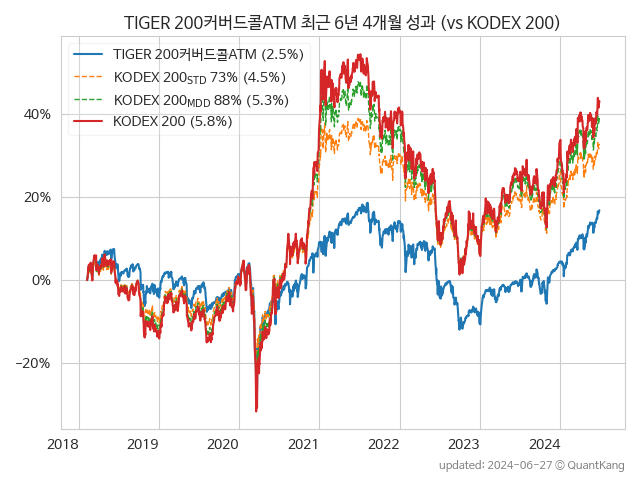 TIGER 200커버드콜ATM 최근 6년 4개월 성과 (vs KODEX 200)
TIGER 200커버드콜ATM (2.5%)
KODEX 200STD 73% (4.5%)
KODEX 200MDD 88% (5.3%)
KODEX 200 (5.8%)
40%
20%
0%
−20%
2018 2019 2020 2021 2022 2023 2024
updated: 2024-06-27 © QuantKang